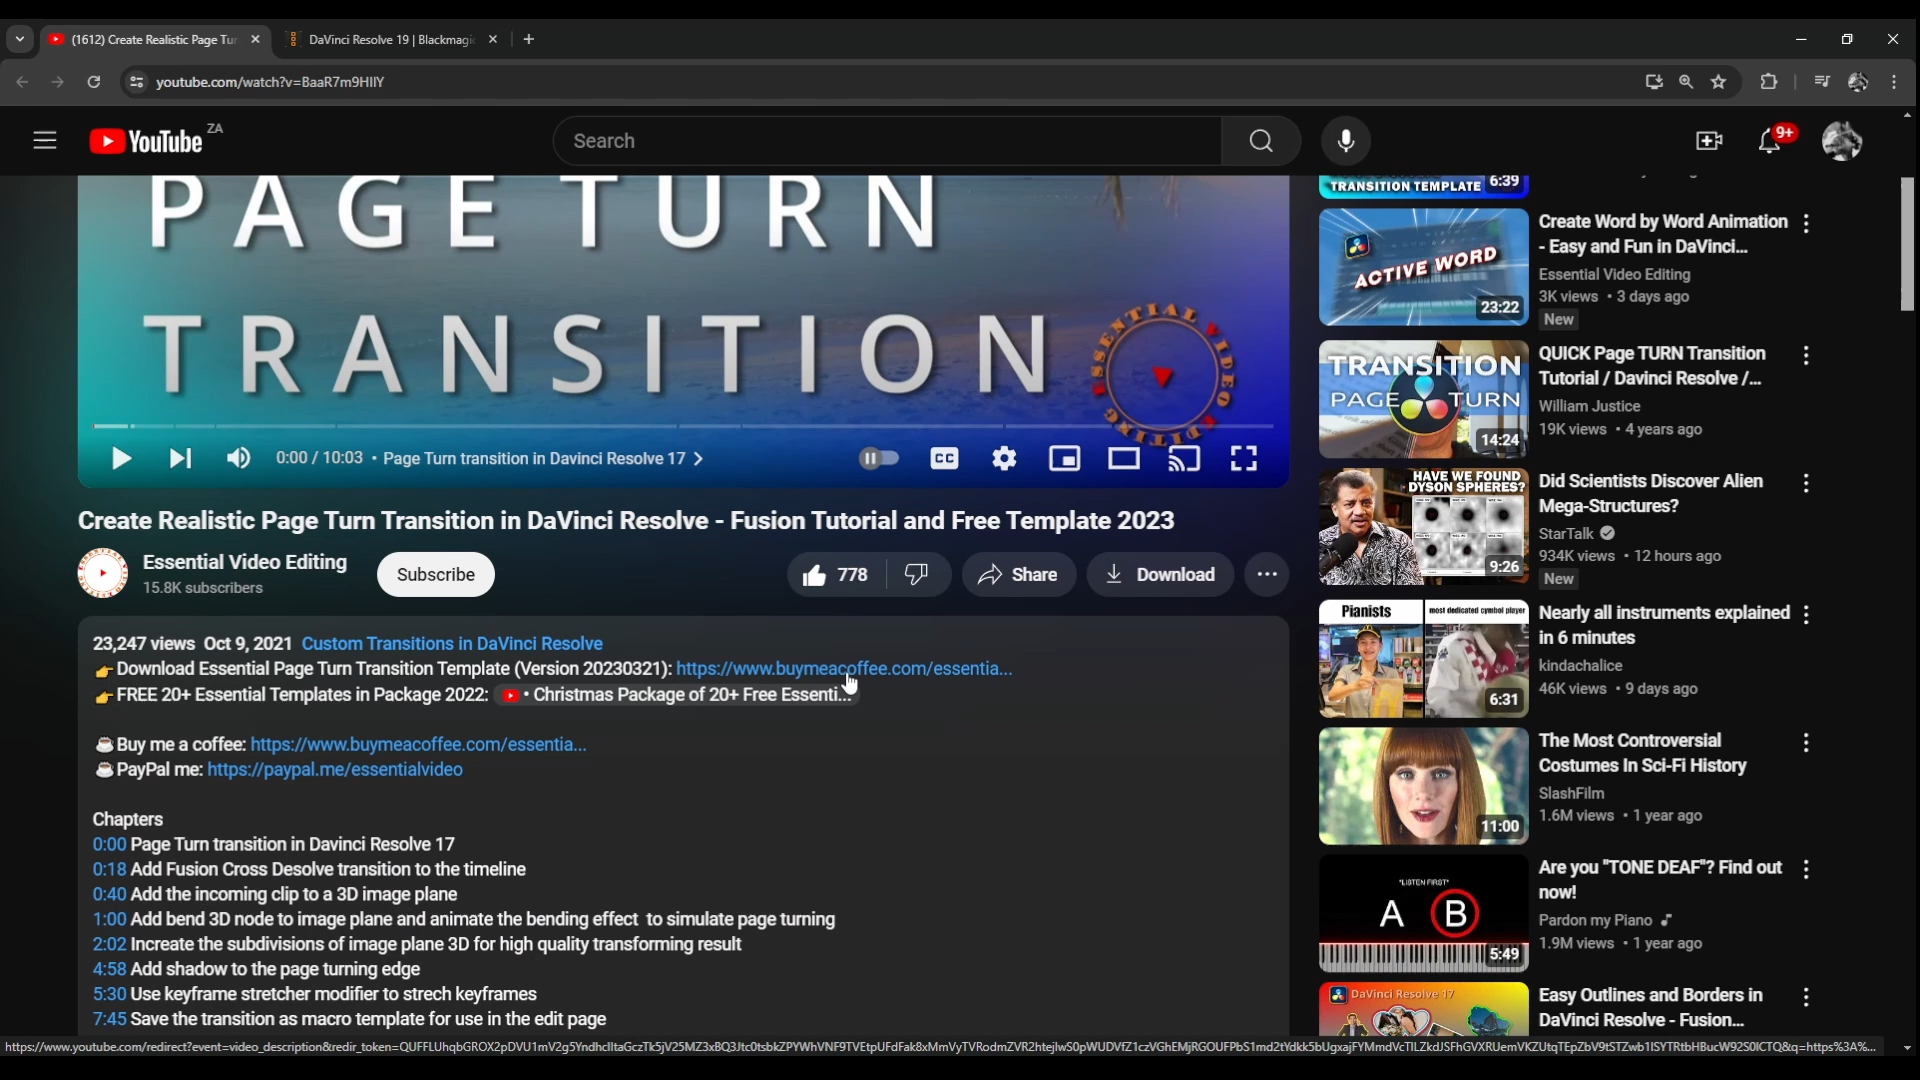 (1612) Create Realistic Page Tur
DaVinci Resolve 19 | Blackmagic
youtube.com/watch?v=BaaR7m9HIlY
YouTube ZA
Search
9+
PAGE TURN
TRANSITION
ESSENTIAL VIDEO EDITING
0:00 / 10:03 • Page Turn transition in Davinci Resolve 17
CC
Create Realistic Page Turn Transition in DaVinci Resolve - Fusion Tutorial and Free Template 2023
Essential Video Editing
15.8K subscribers
Subscribe
778
Share
Download
23,247 views Oct 9, 2021 Custom Transitions in DaVinci Resolve
👉Download Essential Page Turn Transition Template (Version 20230321): https://www.buymeacoffee.com/essentia...
👉FREE 20+ Essential Templates in Package 2022: • Christmas Package of 20+ Free Essenti...
☕Buy me a coffee: https://www.buymeacoffee.com/essentia...
☕PayPal me: https://paypal.me/essentialvideo
Chapters
0:00 Page Turn transition in Davinci Resolve 17
0:18 Add Fusion Cross Desolve transition to the timeline
0:40 Add the incoming clip to a 3D image plane
1:00 Add bend 3D node to image plane and animate the bending effect to simulate page turning
2:02 Increate the subdivisions of image plane 3D for high quality transforming result
4:58 Add shadow to the page turning edge
5:30 Use keyframe stretcher modifier to strech keyframes
7:45 Save the transition as macro template for use in the edit page
TRANSITION TEMPLATE
6:39
ACTIVE WORD
23:22
Create Word by Word Animation
- Easy and Fun in DaVinci...
Essential Video Editing
3K views • 3 days ago
New
TRANSITION
PAGE TURN
14:24
QUICK Page TURN Transition
Tutorial / Davinci Resolve /...
William Justice
19K views • 4 years ago
HAVE WE FOUND
DYSON SPHERES?
9:26
Did Scientists Discover Alien
Mega-Structures?
StarTalk
934K views • 12 hours ago
New
Pianists
most dedicated cymbol player
6:31
Nearly all instruments explained
in 6 minutes
kindachalice
46K views • 9 days ago
11:00
The Most Controversial
Costumes In Sci-Fi History
SlashFilm
1.6M views • 1 year ago
*LISTEN FIRST*
A B
5:49
Are you "TONE DEAF"? Find out
now!
Pardon my Piano
1.9M views • 1 year ago
DaVinci Resolve 17
Easy Outlines and Borders in
DaVinci Resolve - Fusion...